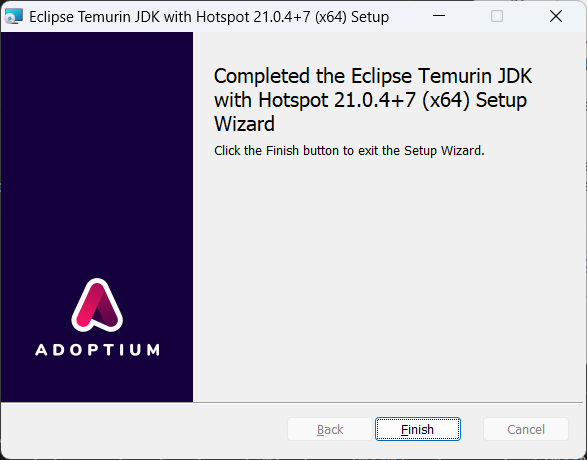 Eclipse Temurin JDK with Hotspot 21.0.4+7 (x64) Setup
Completed the Eclipse Temurin JDK
with Hotspot 21.0.4+7 (x64) Setup
Wizard
Click the Finish button to exit the Setup Wizard.
ADOPTIUM
Back
Finish
Cancel